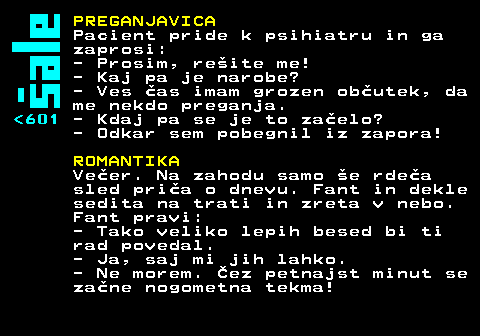 šale
<601
PREGANJAVICA
Pacient pride k psihiatru in ga
zaprosi:
- Prosim, rešite me!
- Kaj pa je narobe?
- Ves čas imam grozen občutek, da
me nekdo preganja.
- Kdaj pa se je to začelo?
- Odkar sem pobegnil iz zapora!
ROMANTIKA
Večer. Na zahodu samo še rdeča
sled priča o dnevu. Fant in dekle
sedita na trati in zreta v nebo.
Fant pravi:
- Tako veliko lepih besed bi ti
rad povedal.
- Ja, saj mi jih lahko.
- Ne morem. Čez petnajst minut se
začne nogometna tekma!